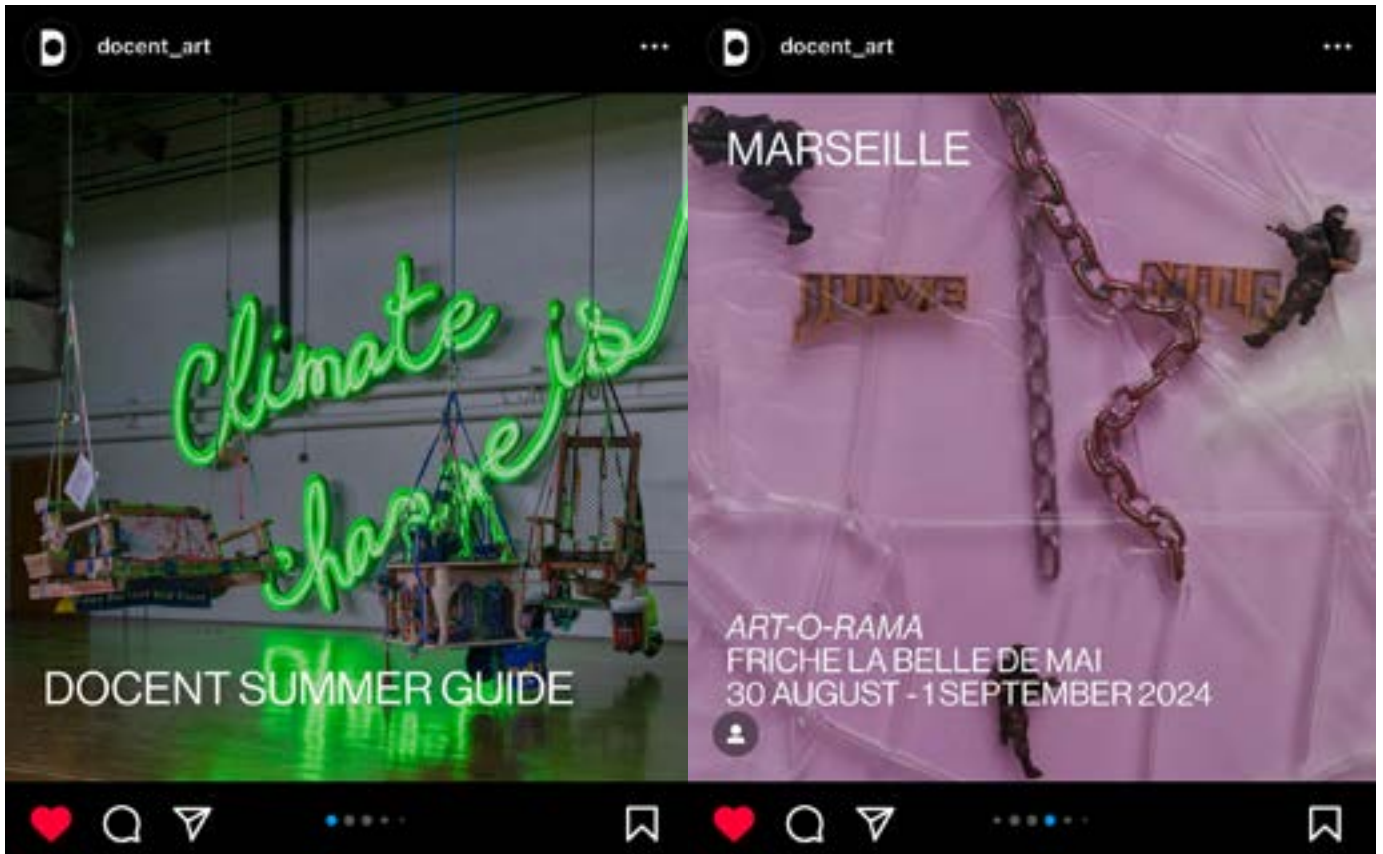 docent_art
Climate is
change
DOCENT SUMMER GUIDE
docent_art
MARSEILLE
ART-O-RAMA
FRICHE LA BELLE DE MAI
30 AUGUST - 1 SEPTEMBER 2024